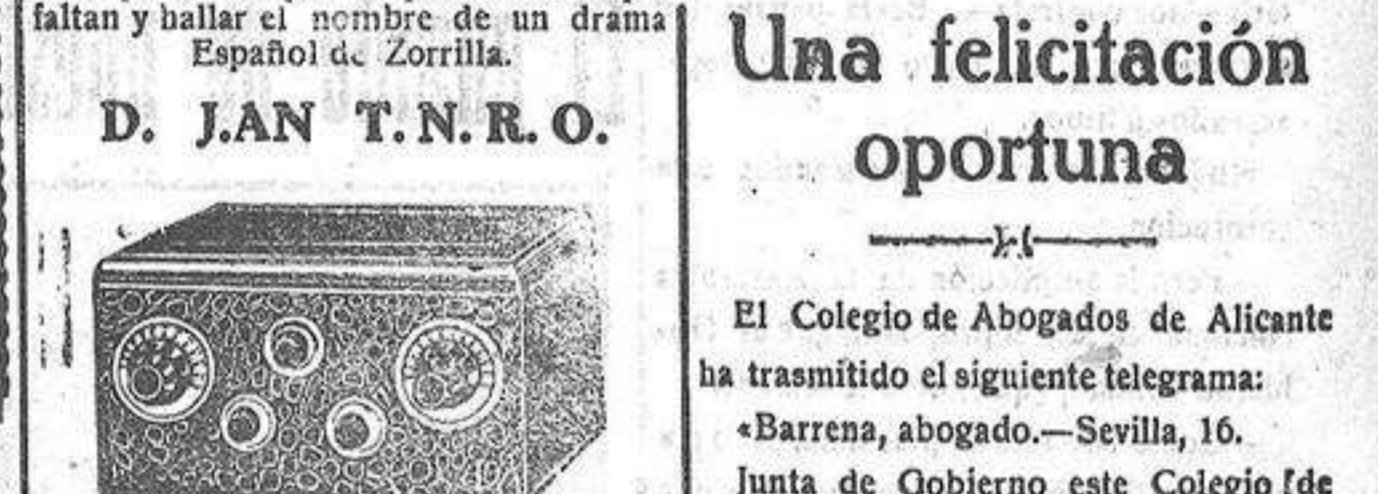 faltan y hallar el nombre de un drama
Español de Zorrilla.
D. J.AN T.N.R.O.
Una felicitación
oportuna
El Colegio de Abogados de Alicante
ha trasmitido el siguiente telegrama:
«Barrena, abogado.—Sevilla, 16.
Junta de Gobierno este Colegio [de